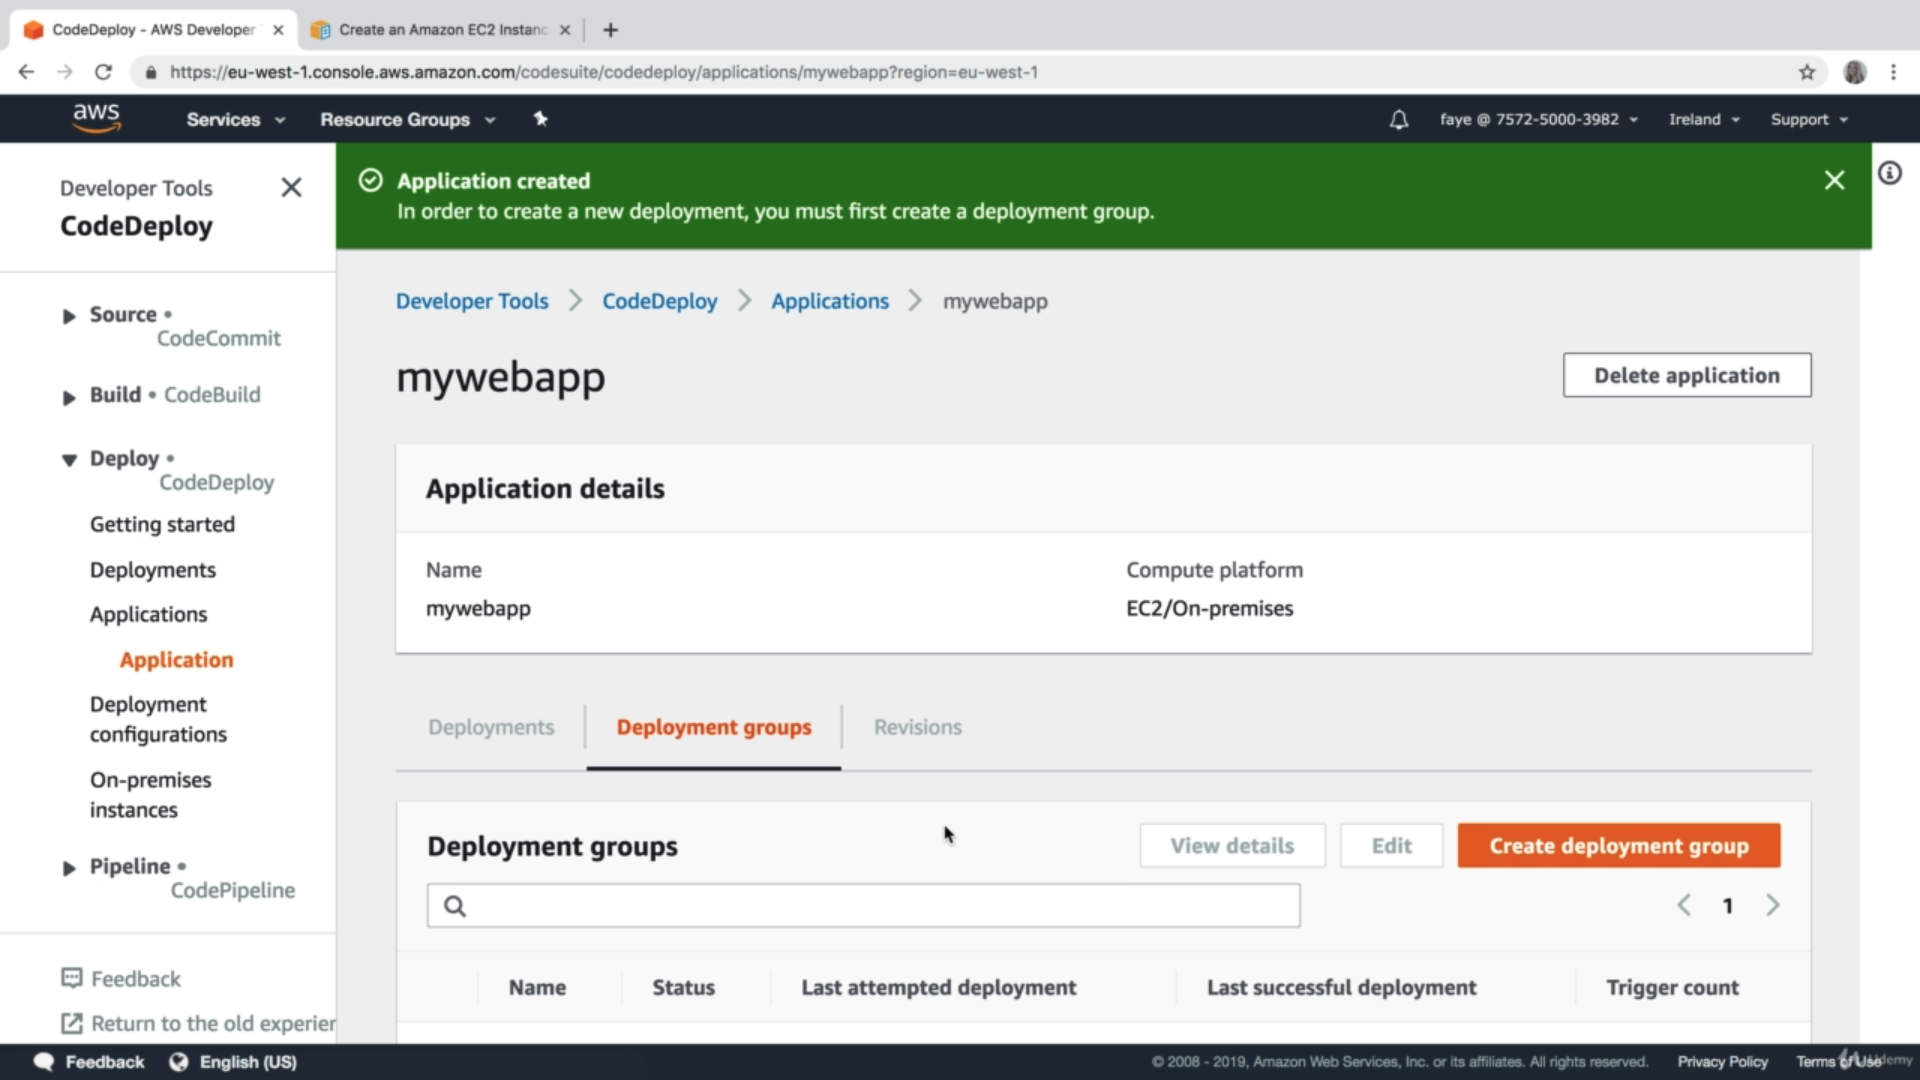 CodeDeploy - AWS Developer
Create an Amazon EC2 Instanc
https://eu-west-1.console.aws.amazon.com/codesuite/codedeploy/applications/mywebapp?region=eu-west-1
aws
Services
Resource Groups
faye @ 7572-5000-3982
Ireland
Support
Developer Tools
CodeDeploy
Application created
In order to create a new deployment, you must first create a deployment group.
Source •
CodeCommit
Build • CodeBuild
Deploy •
CodeDeploy
Getting started
Deployments
Applications
Application
Deployment
configurations
On-premises
instances
Pipeline •
CodePipeline
Feedback
Return to the old experier
Developer Tools > CodeDeploy > Applications > mywebapp
mywebapp
Delete application
Application details
Name
mywebapp
Compute platform
EC2/On-premises
Deployments
Deployment groups
Revisions
Deployment groups
View details
Edit
Create deployment group
1
Name
Status
Last attempted deployment
Last successful deployment
Trigger count
Feedback
English (US)
© 2008 - 2019, Amazon Web Services, Inc. or its affiliates. All rights reserved.
Privacy Policy
Terms of Use